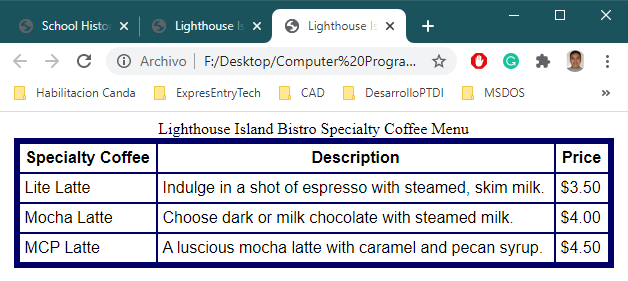 School Histo
Lighthouse Is
Lighthouse Is
Archivo | F:/Desktop/Computer%20Progra...
Habilitacion Canda ExpresEntryTech CAD DesarrolloPTDI MSDOS »
Lighthouse Island Bistro Specialty Coffee Menu
Specialty Coffee Description Price
Lite Latte Indulge in a shot of espresso with steamed, skim milk. $3.50
Mocha Latte Choose dark or milk chocolate with steamed milk. $4.00
MCP Latte A luscious mocha latte with caramel and pecan syrup. $4.50